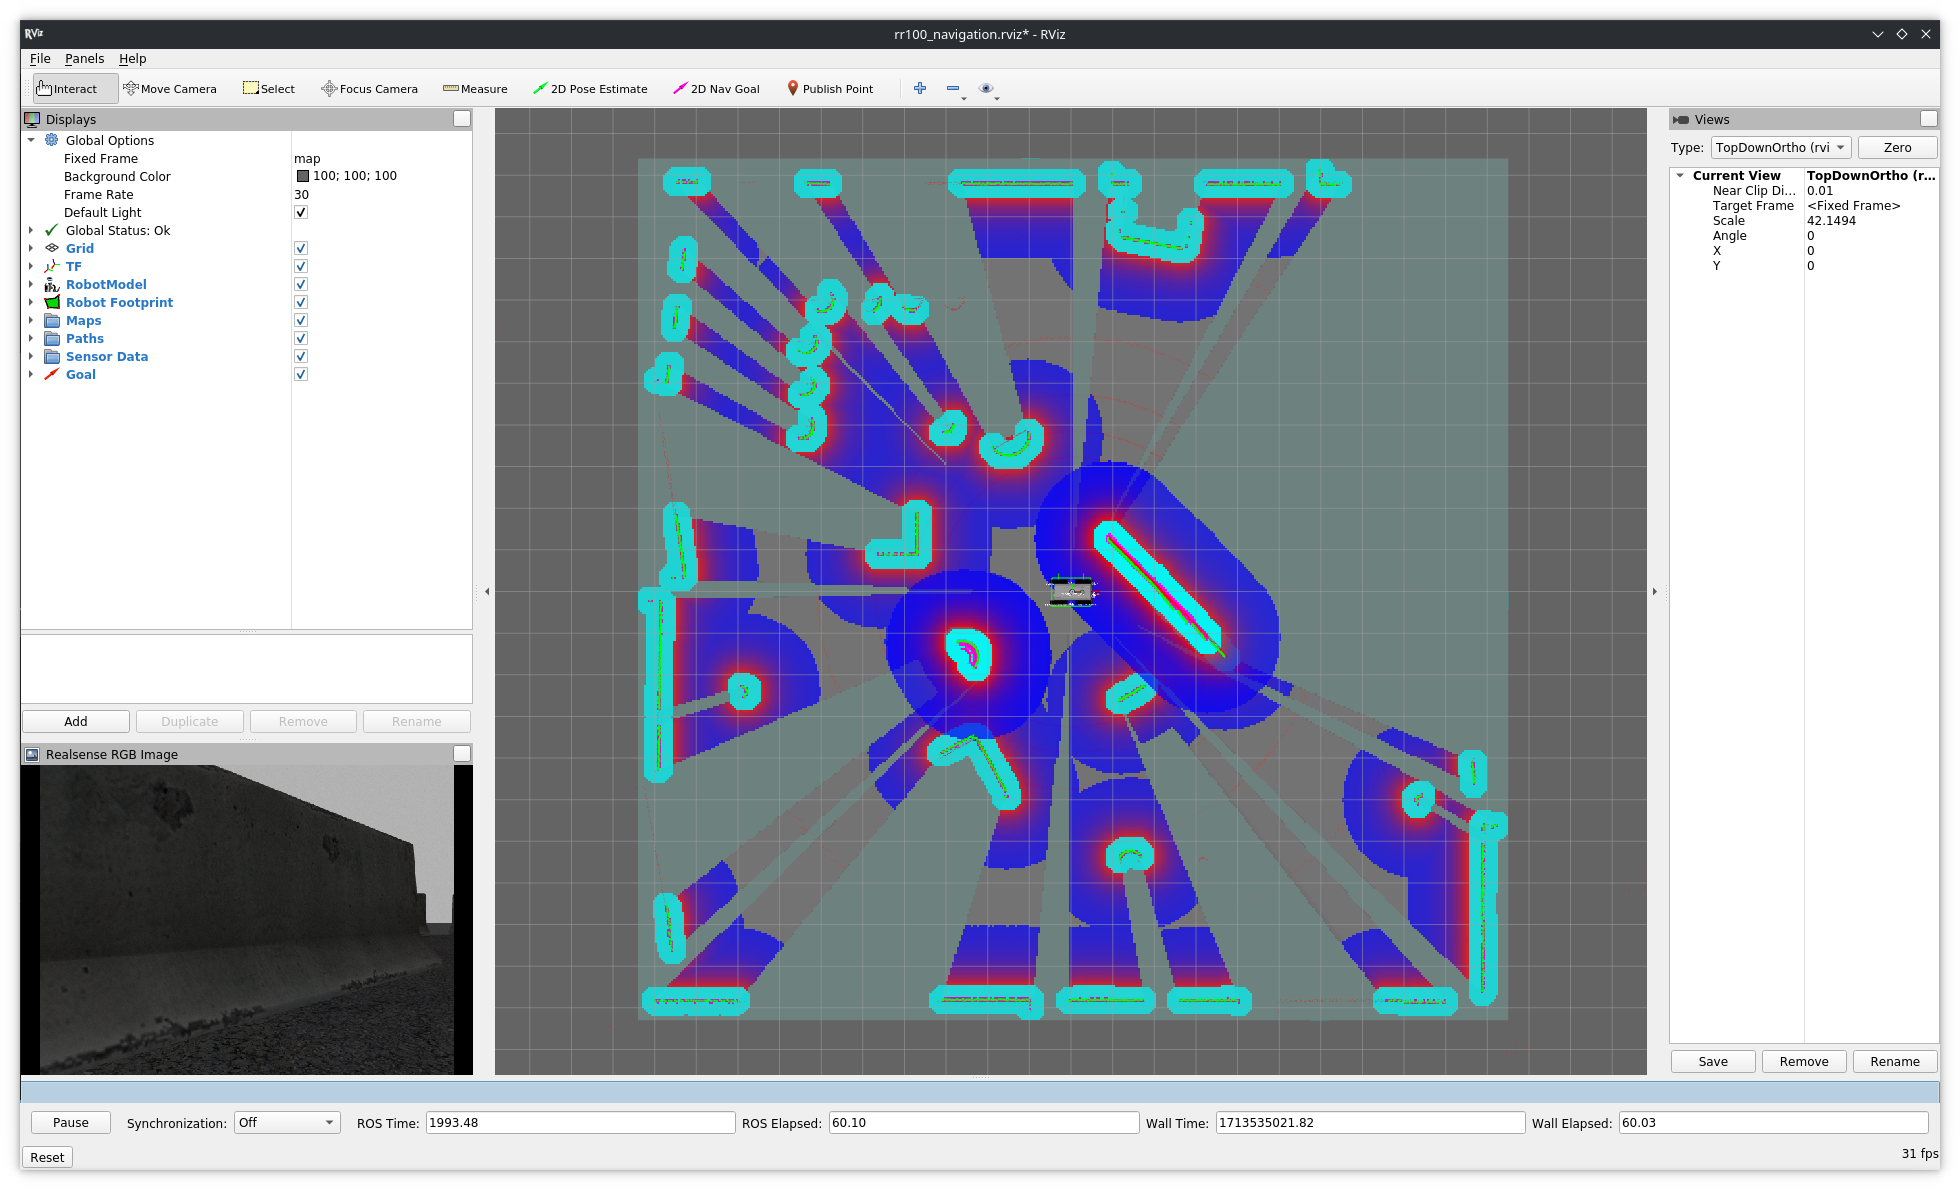 RViz
rr100_navigation.rviz* - RViz
File Panels Help
Interact Move Camera Select Focus Camera Measure 2D Pose Estimate 2D Nav Goal Publish Point
Displays
Global Options
Fixed Frame map
Background Color 100; 100; 100
Frame Rate 30
Default Light
Global Status: Ok
Grid
TF
RobotModel
Robot Footprint
Maps
Paths
Sensor Data
Goal
Add Duplicate Remove Rename
Realsense RGB Image
Views
Type: TopDownOrtho (rvi Zero
Current View TopDownOrtho (r...
Near Clip Di... 0.01
Target Frame <Fixed Frame>
Scale 42.1494
Angle 0
X 0
Y 0
Save Remove Rename
Pause Synchronization: Off ROS Time: 1993.48 ROS Elapsed: 60.10 Wall Time: 1713535021.82 Wall Elapsed: 60.03
Reset 31 fps